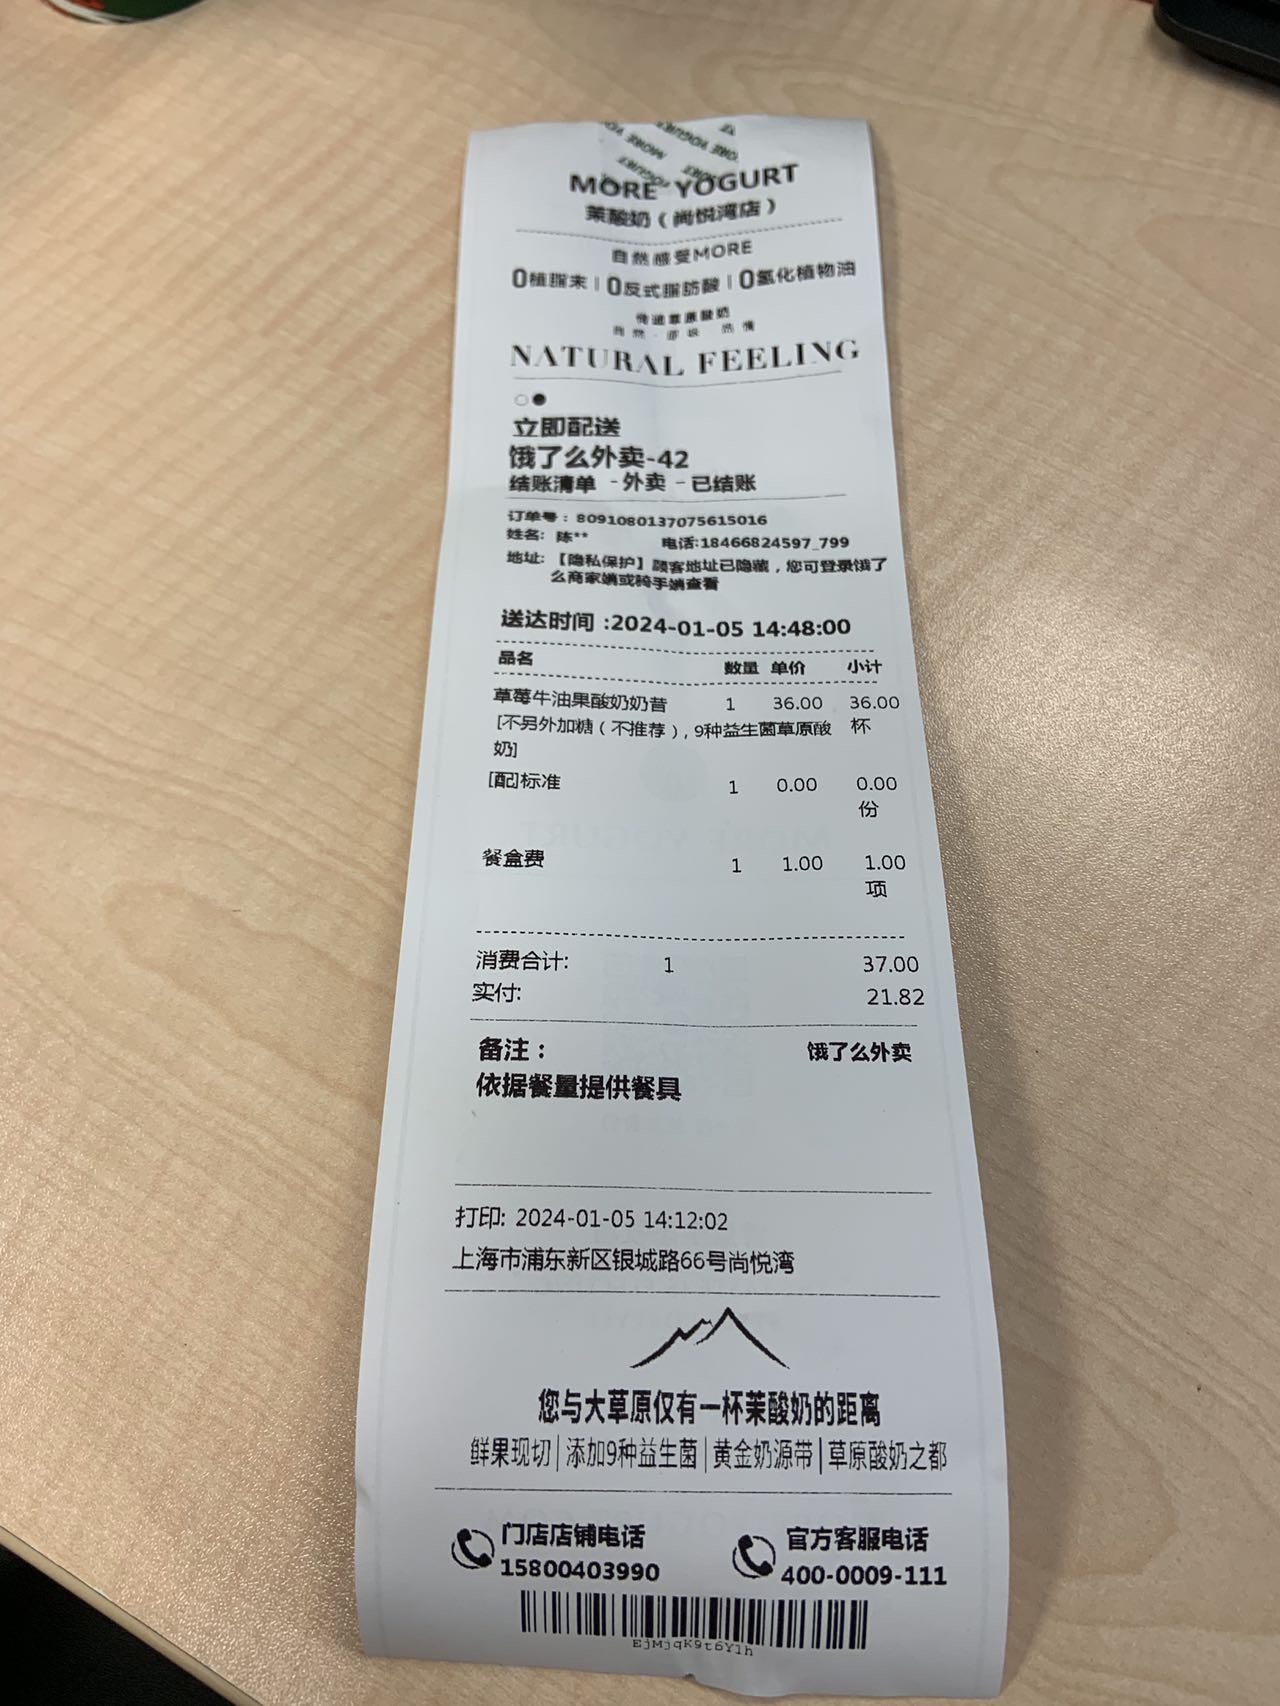 MORE YOGURT
MORE YOGURT
茉酸奶（尚悦湾店）
自然感受MORE
0植脂末 | 0反式脂肪酸 | 0氢化植物油
传递草原酸奶
NATURAL FEELING
立即配送
饿了么外卖-42
结账清单 - 外卖 - 已结账
订单号：8091080137075615016
姓名: 陈** 电话:18466824597_799
地址: 【隐私保护】顾客地址已隐藏，您可登录饿了
么商家端或骑手端查看
送达时间 :2024-01-05 14:48:00
品名 数量 单价 小计
草莓牛油果酸奶奶昔 1 36.00 36.00
[不另外加糖（不推荐）, 9种益生菌草原酸 杯
奶]
[配]标准 1 0.00 0.00
份
餐盒费 1 1.00 1.00
项
消费合计: 1 37.00
实付: 21.82
备注： 饿了么外卖
依据餐量提供餐具
打印: 2024-01-05 14:12:02
上海市浦东新区银城路66号尚悦湾
您与大草原仅有一杯茉酸奶的距离
鲜果现切|添加9种益生菌|黄金奶源带|草原酸奶之都
门店店铺电话 官方客服电话
15800403990 400-0009-111
EjMjqK9t6Y1h